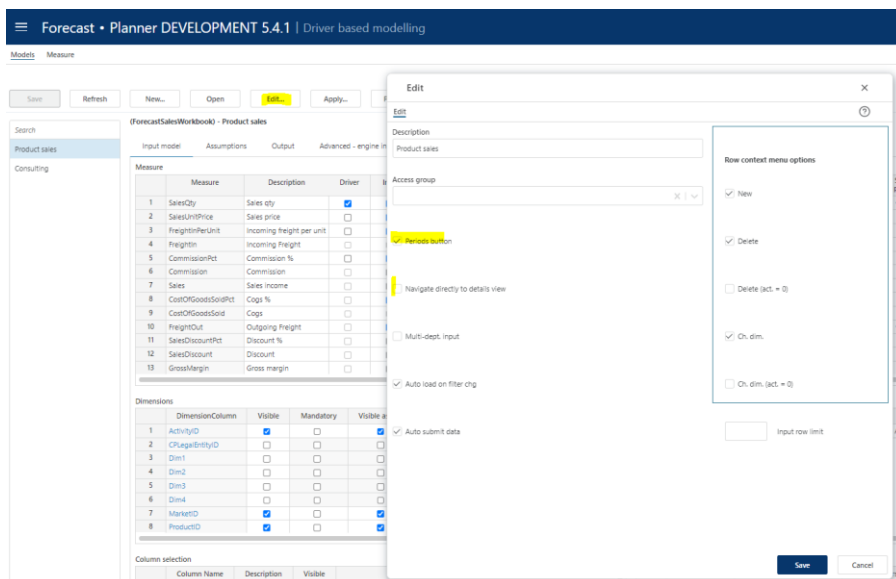 Forecast • Planner DEVELOPMENT 5.4.1 | Driver based modelling
Models Measure
Save Refresh New... Open Edit... Apply...
Search
Product sales
Consulting
(ForecastSalesWorkbook) - Product sales
Input model Assumptions Output Advanced - engine in
Measure
Measure Description Driver
1 SalesQty Sales qty
2 SalesUnitPrice Sales price
3 FreightInPerUnit Incoming freight per unit
4 FreightIn Incoming Freight
5 CommissionPct Commission %
6 Commission Commission
7 Sales Sales income
8 CostOfGoodsSoldPct Cogs %
9 CostOfGoodsSold Cogs
10 FreightOut Outgoing Freight
11 SalesDiscountPct Discount %
12 SalesDiscount Discount
13 GrossMargin Gross margin
Dimensions
DimensionColumn Visible Mandatory Visible as
1 ActivityID
2 CPLegalEntityID
3 Dim1
4 Dim2
5 Dim3
6 Dim4
7 MarketID
8 ProductID
Column selection
Column Name Description Visible
Edit
Edit
Description
Product sales
Access group
Periods button
Navigate directly to details view
Multi-dept. input
Auto load on filter chg
Auto submit data
Row context menu options
New
Delete
Delete (act. = 0)
Ch. dim.
Ch. dim. (act. = 0)
Input row limit
Save Cancel